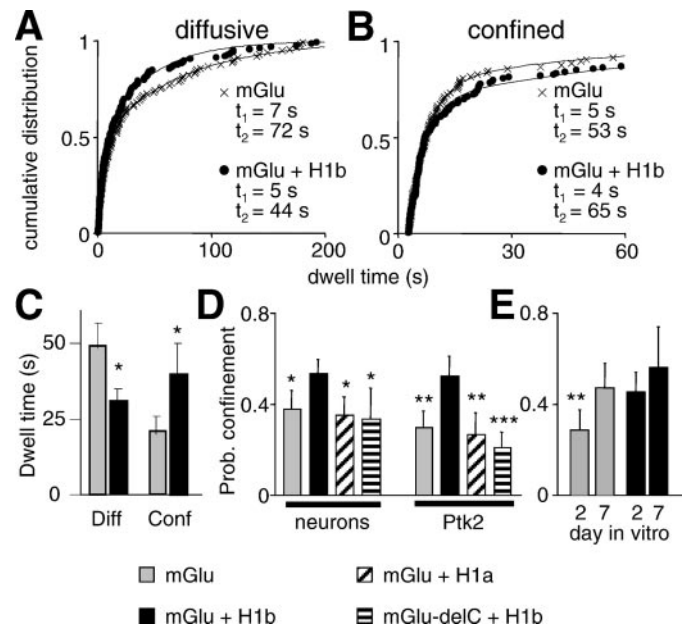 A diffusive
B confined
cumulative distribution
1
0.5
0
× mGlu
t1 = 7 s
t2 = 72 s
● mGlu + H1b
t1 = 5 s
t2 = 44 s
0 100 200
1
0.5
0
× mGlu
t1 = 5 s
t2 = 53 s
● mGlu + H1b
t1 = 4 s
t2 = 65 s
0 30 60
dwell time (s)
C
Dwell time (s)
50
25
0
* *
Diff Conf
D
Prob. confinement
0.8
0.4
0
* * * ** ** ***
neurons Ptk2
E
0.8
0.4
0
**
2 7 2 7
day in vitro
mGlu
mGlu + H1a
mGlu + H1b
mGlu-delC + H1b